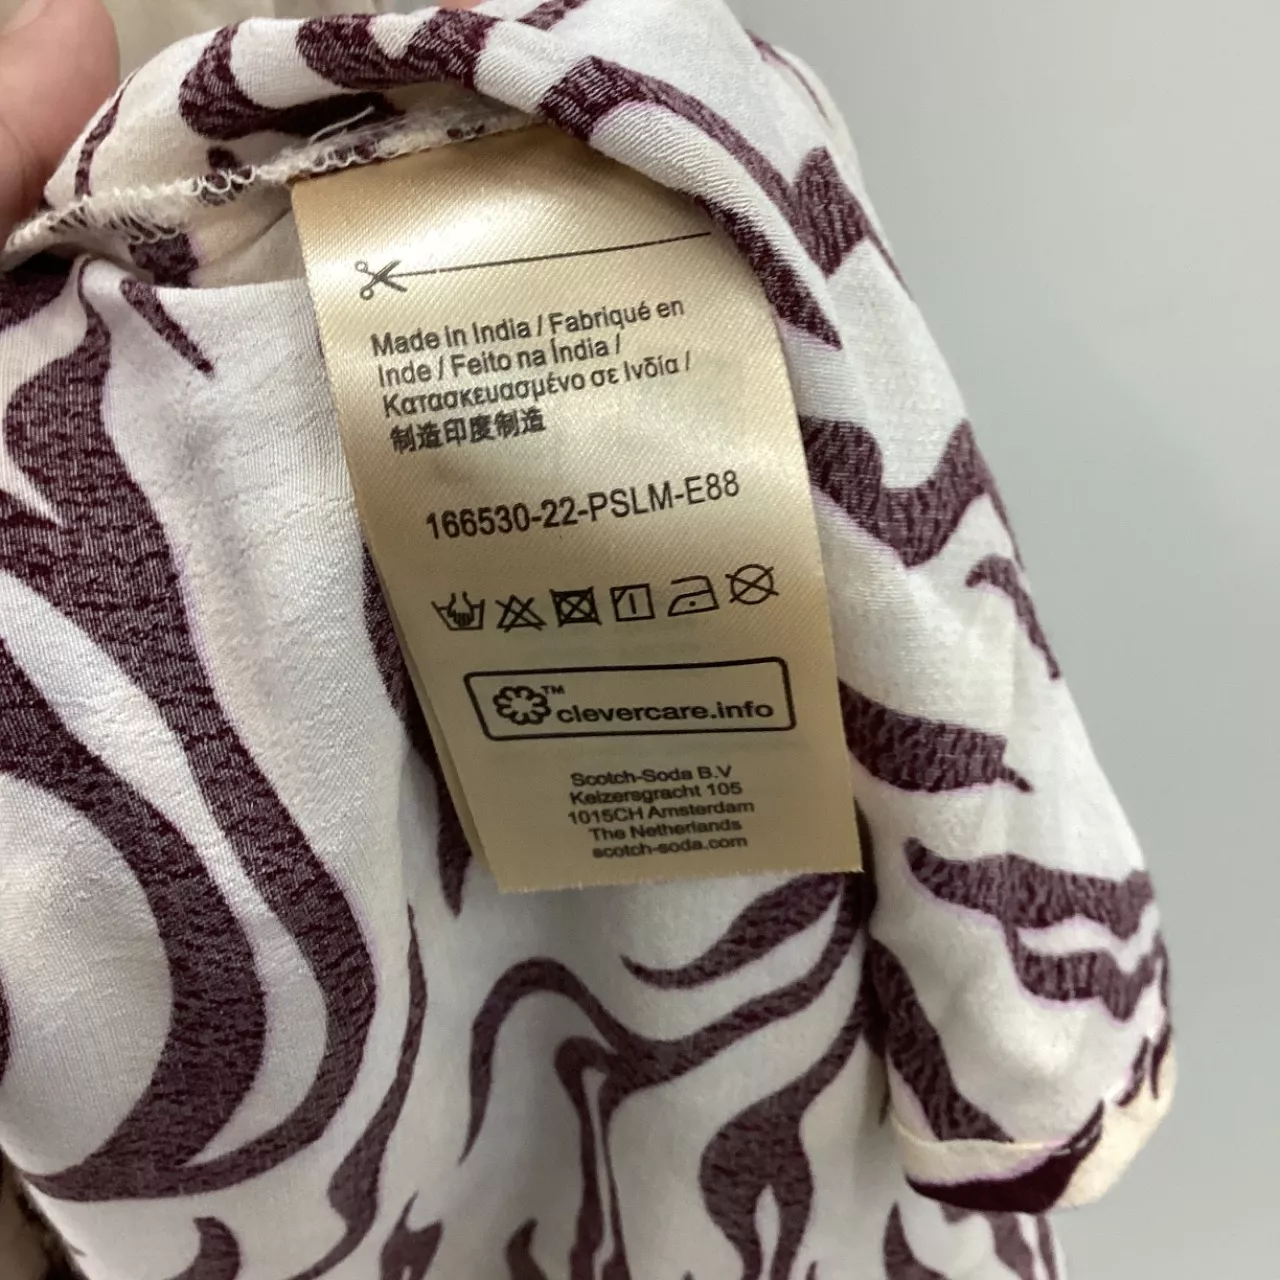 Made in India / Fabriqué en
Inde / Feito na Índia /
Κατασκευασμένο σε Ινδία /
制造印度制造
166530-22-PSLM-E88
™
clevercare.info
Scotch-Soda B.V
Keizersgracht 105
1015CH Amsterdam
The Netherlands
scotch-soda.com